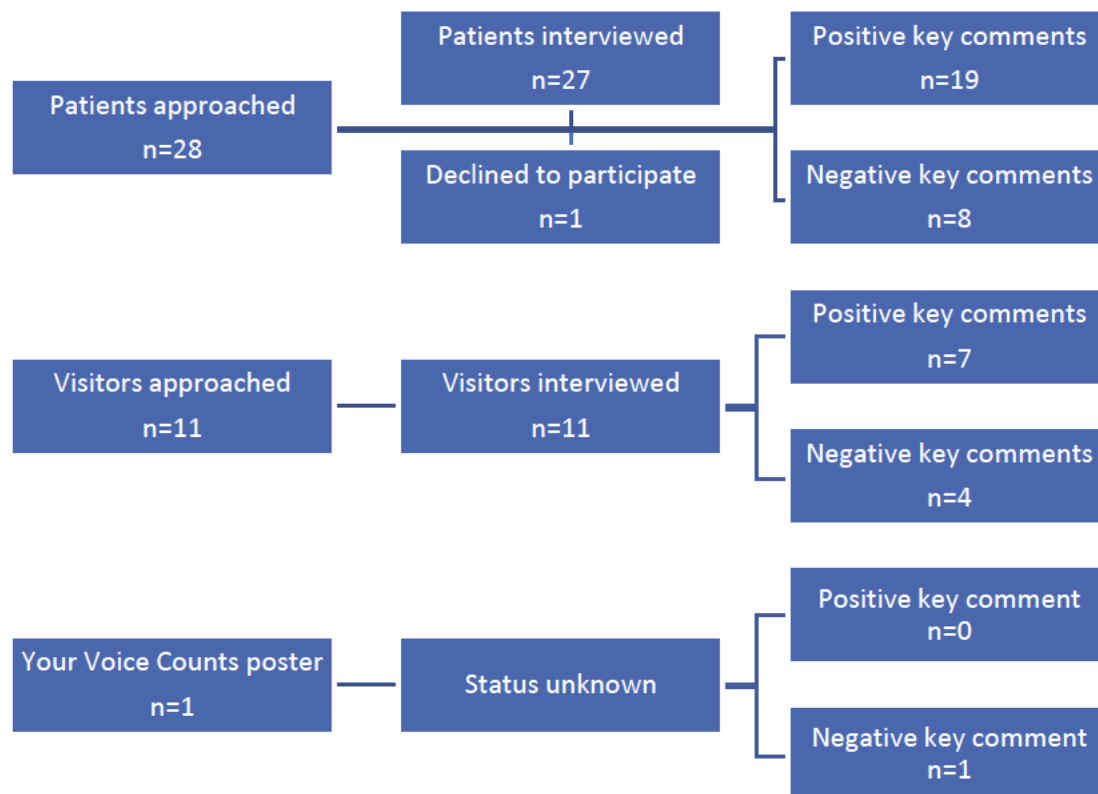 Patients approached
n=28
Patients interviewed
n=27
Declined to participate
n=1
Positive key comments
n=19
Negative key comments
n=8
Visitors approached
n=11
Visitors interviewed
n=11
Positive key comments
n=7
Negative key comments
n=4
Your Voice Counts poster
n=1
Status unknown
Positive key comment
n=0
Negative key comment
n=1